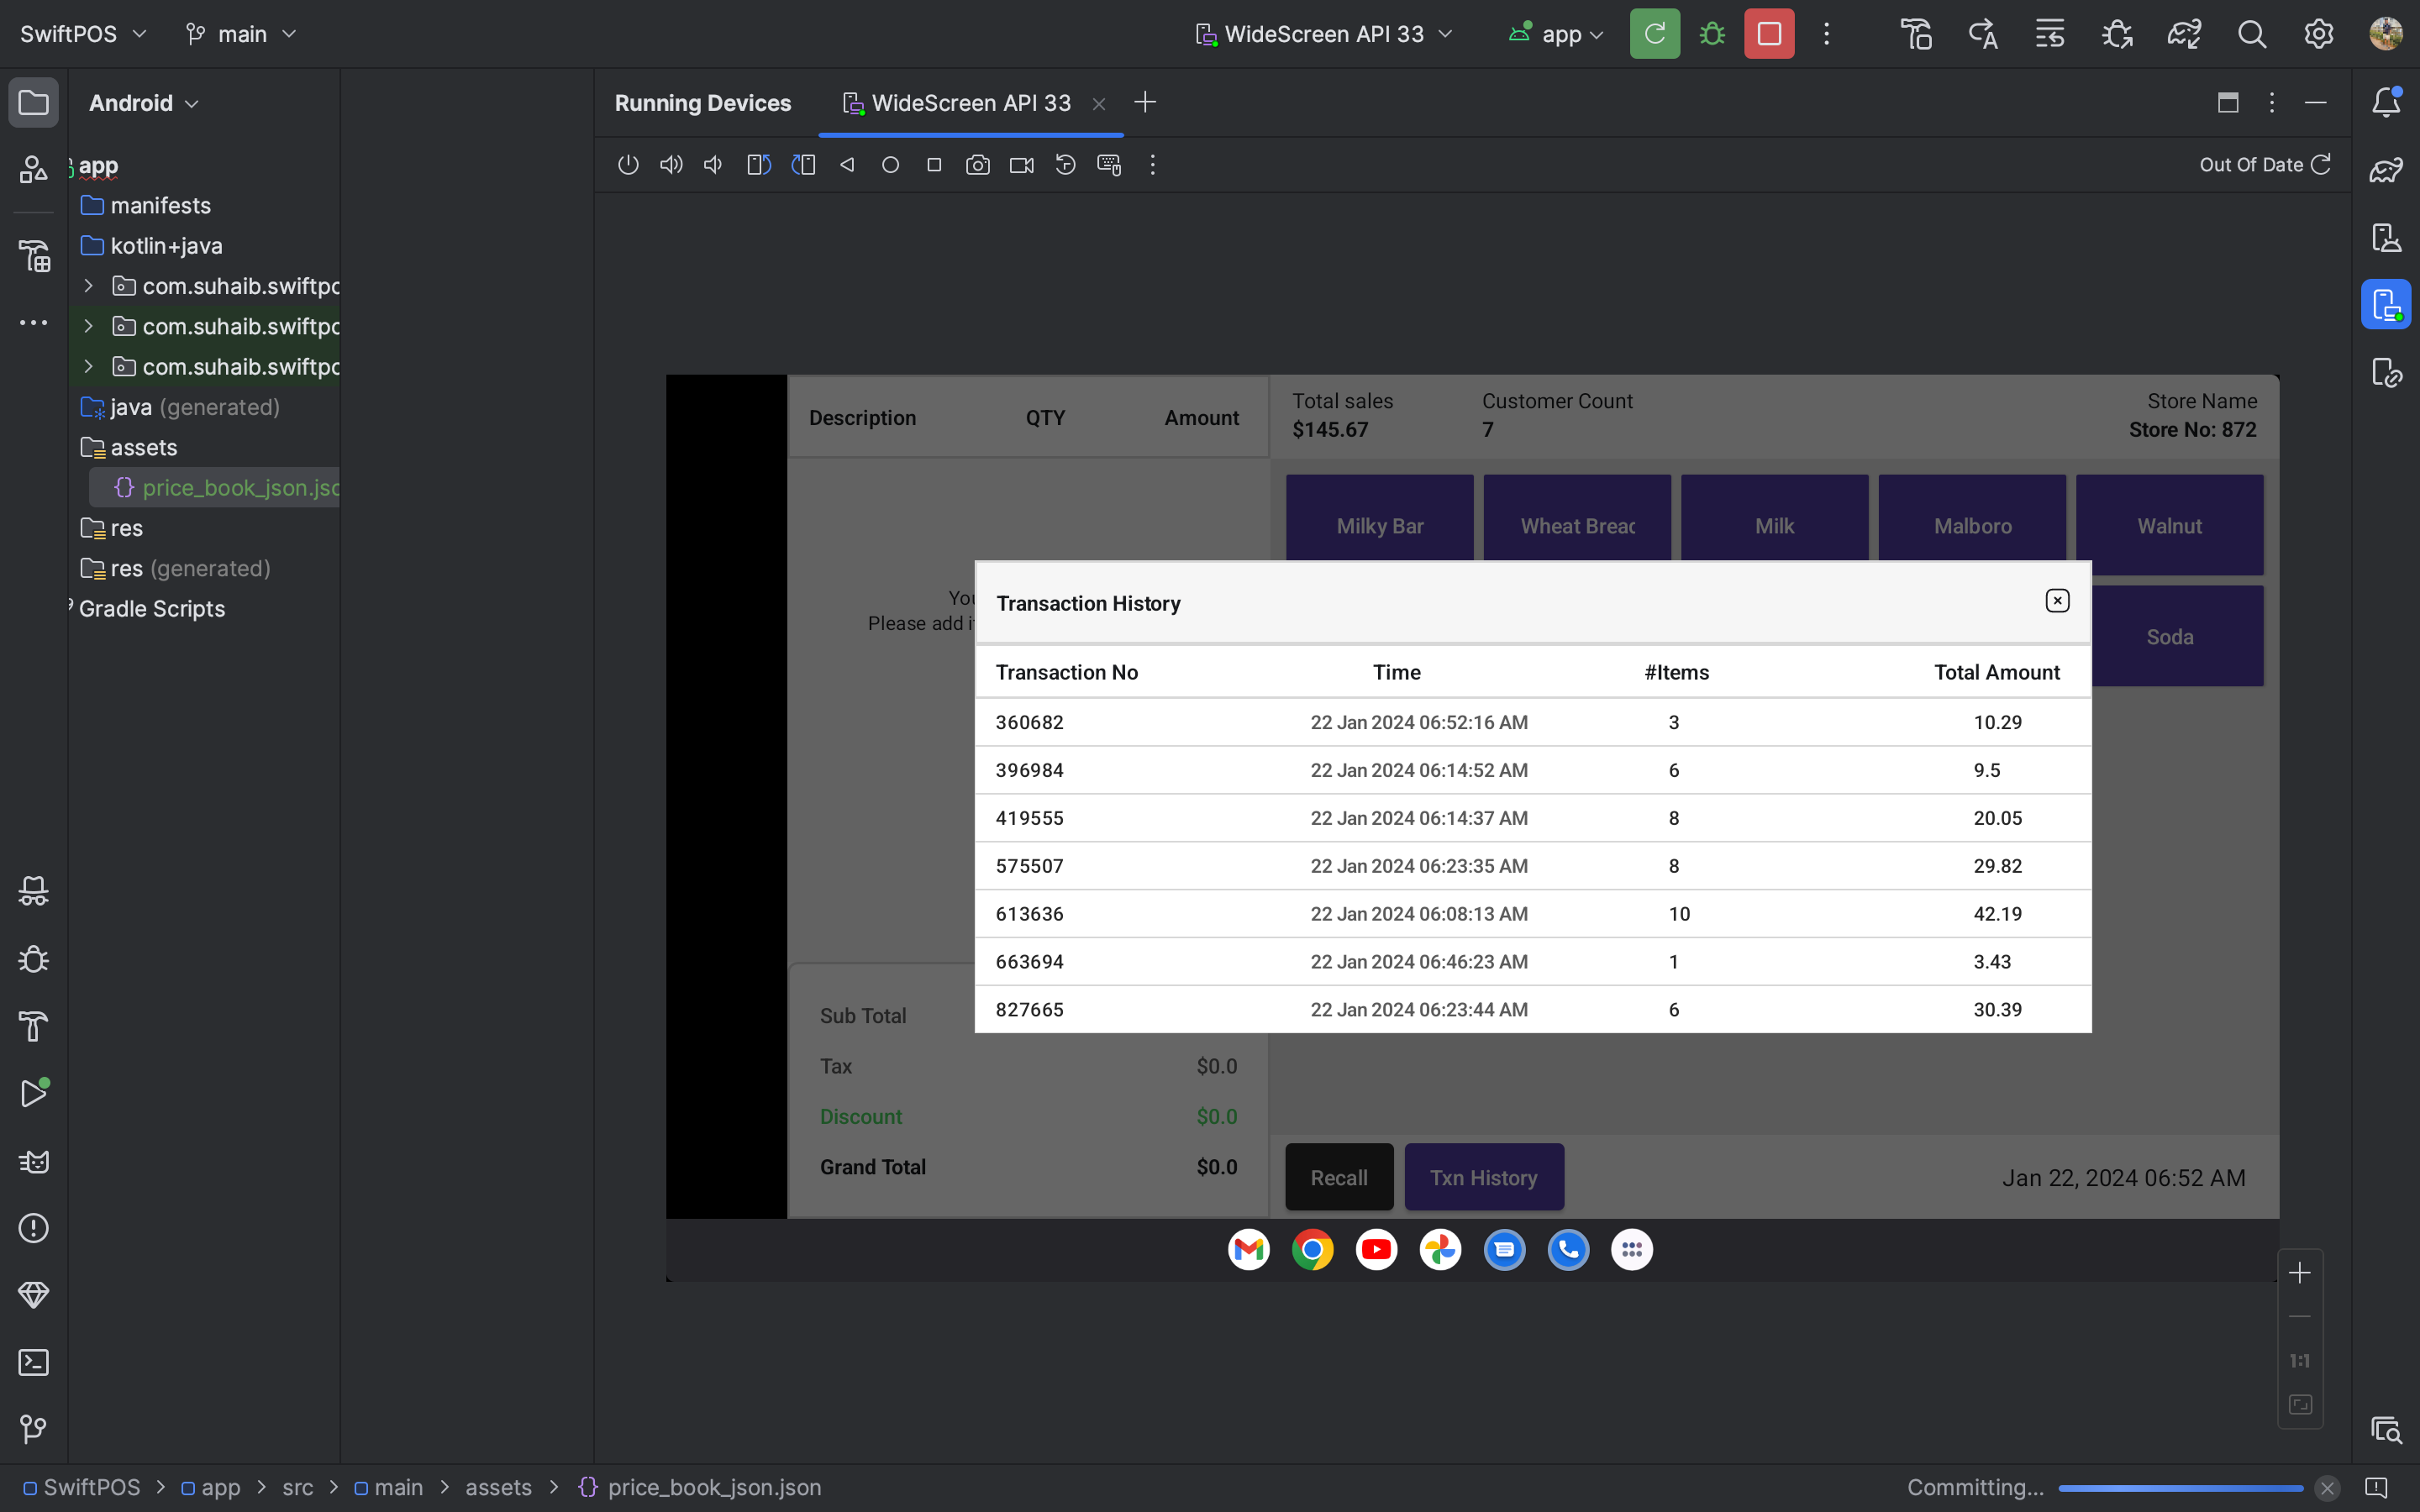 SwiftPOS
main
WideScreen API 33
app
Android
Running Devices
WideScreen API 33
Out Of Date
app
manifests
kotlin+java
com.suhaib.swiftpo
com.suhaib.swiftpo
com.suhaib.swiftpo
java (generated)
assets
{} price_book_json.jso
res
res (generated)
Gradle Scripts
Description QTY Amount
Total sales
$145.67
Customer Count
7
Store Name
Store No: 872
Milky Bar
Wheat Bread
Milk
Malboro
Walnut
Soda
You
Please add i
Transaction History
Transaction No Time #Items Total Amount
360682 22 Jan 2024 06:52:16 AM 3 10.29
396984 22 Jan 2024 06:14:52 AM 6 9.5
419555 22 Jan 2024 06:14:37 AM 8 20.05
575507 22 Jan 2024 06:23:35 AM 8 29.82
613636 22 Jan 2024 06:08:13 AM 10 42.19
663694 22 Jan 2024 06:46:23 AM 1 3.43
827665 22 Jan 2024 06:23:44 AM 6 30.39
Sub Total
Tax $0.0
Discount $0.0
Grand Total $0.0
Recall
Txn History
Jan 22, 2024 06:52 AM
1:1
SwiftPOS > app > src > main > assets > {} price_book_json.json
Committing...